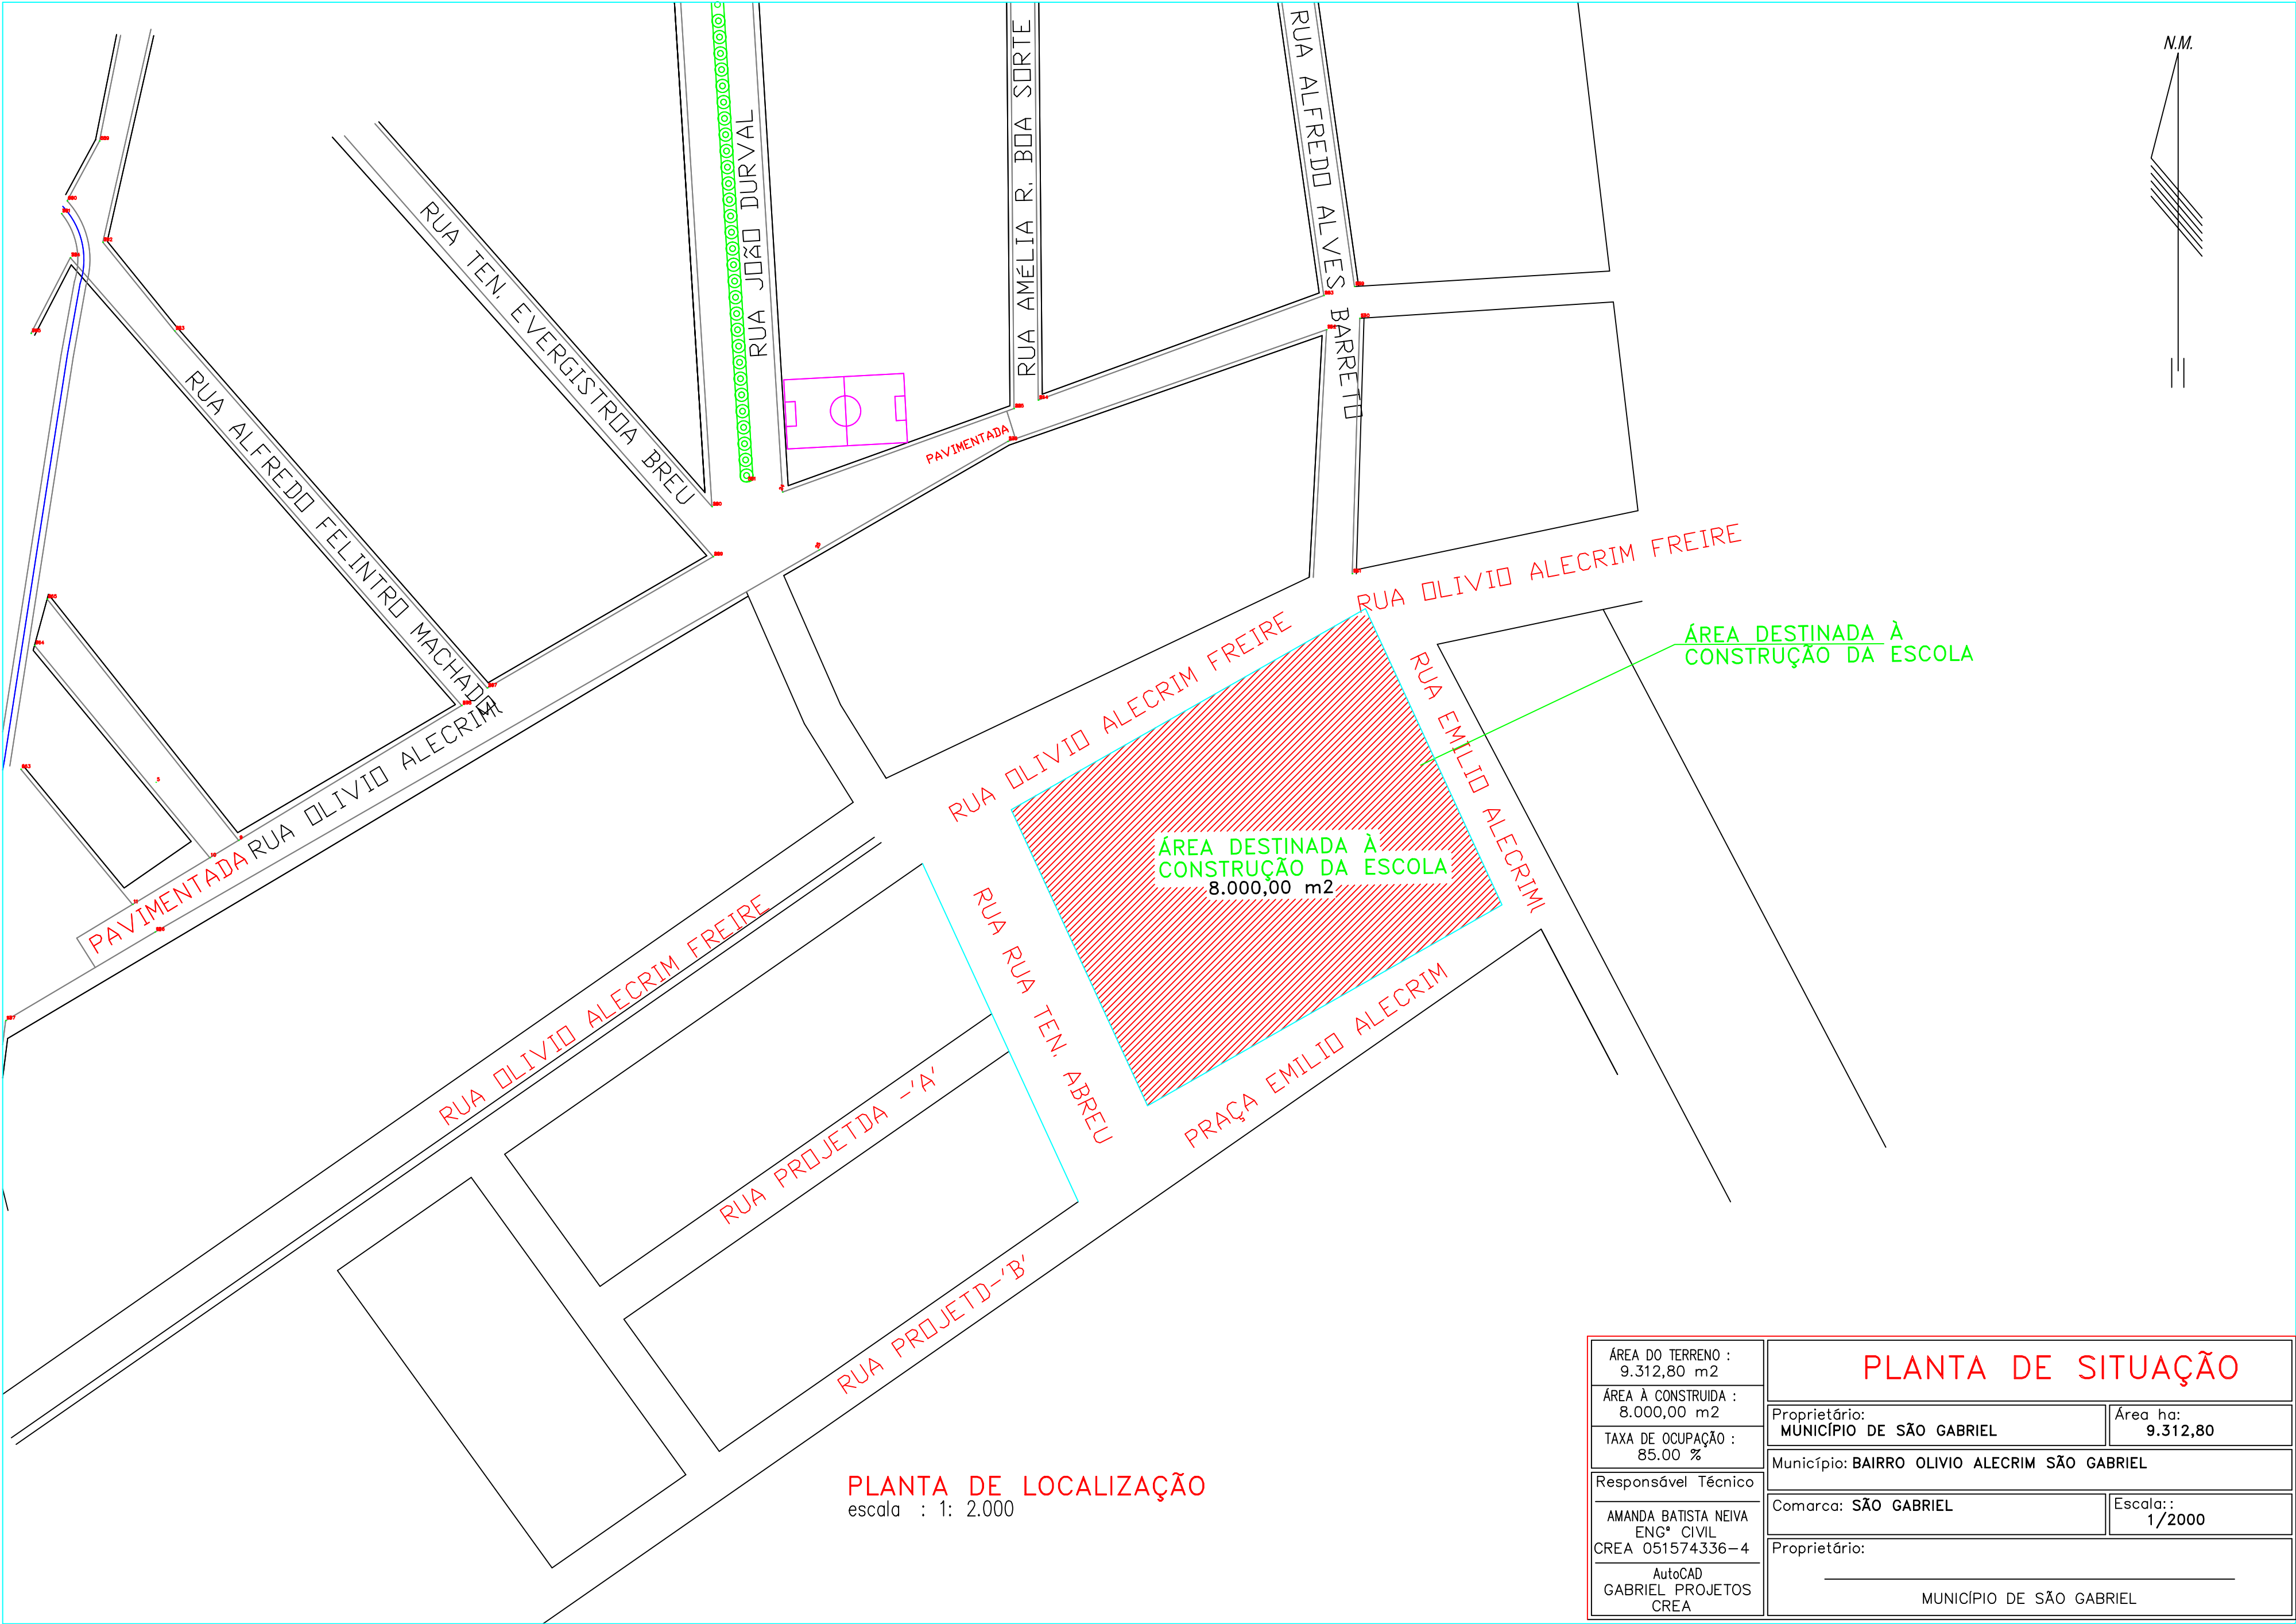 N.M.
RUA JOÃO DURVAL
RUA AMÉLIA R. BOA SORTE
RUA ALFREDO ALVES BARRETO
RUA TEN. EVERGISTROA BREU
RUA ALFREDO FELINTRO MACHADO
PAVIMENTADA
RUA OLIVIO ALECRIM FREIRE
ÁREA DESTINADA À
CONSTRUÇÃO DA ESCOLA
RUA OLIVIO ALECRIM FREIRE
RUA EMILIO ALECRIM
RUA OLIVIO ALECRIM
PAVIMENTADA
ÁREA DESTINADA À
CONSTRUÇÃO DA ESCOLA
8.000,00 m2
RUA OLIVIO ALECRIM FREIRE
RUA RUA TEN. ABREU
PRAÇA EMILIO ALECRIM
RUA PROJETDA -'A'
RUA PROJETD-'B'
PLANTA DE LOCALIZAÇÃO
escala : 1: 2.000
ÁREA DO TERRENO :
9.312,80 m2
ÁREA À CONSTRUIDA :
8.000,00 m2
TAXA DE OCUPAÇÃO :
85.00 %
Responsável Técnico
AMANDA BATISTA NEIVA
ENGª CIVIL
CREA 051574336-4
AutoCAD
GABRIEL PROJETOS
CREA
PLANTA DE SITUAÇÃO
Proprietário:
MUNICÍPIO DE SÃO GABRIEL
Área ha:
9.312,80
Município: BAIRRO OLIVIO ALECRIM SÃO GABRIEL
Comarca: SÃO GABRIEL
Escala::
1/2000
Proprietário:
MUNICÍPIO DE SÃO GABRIEL